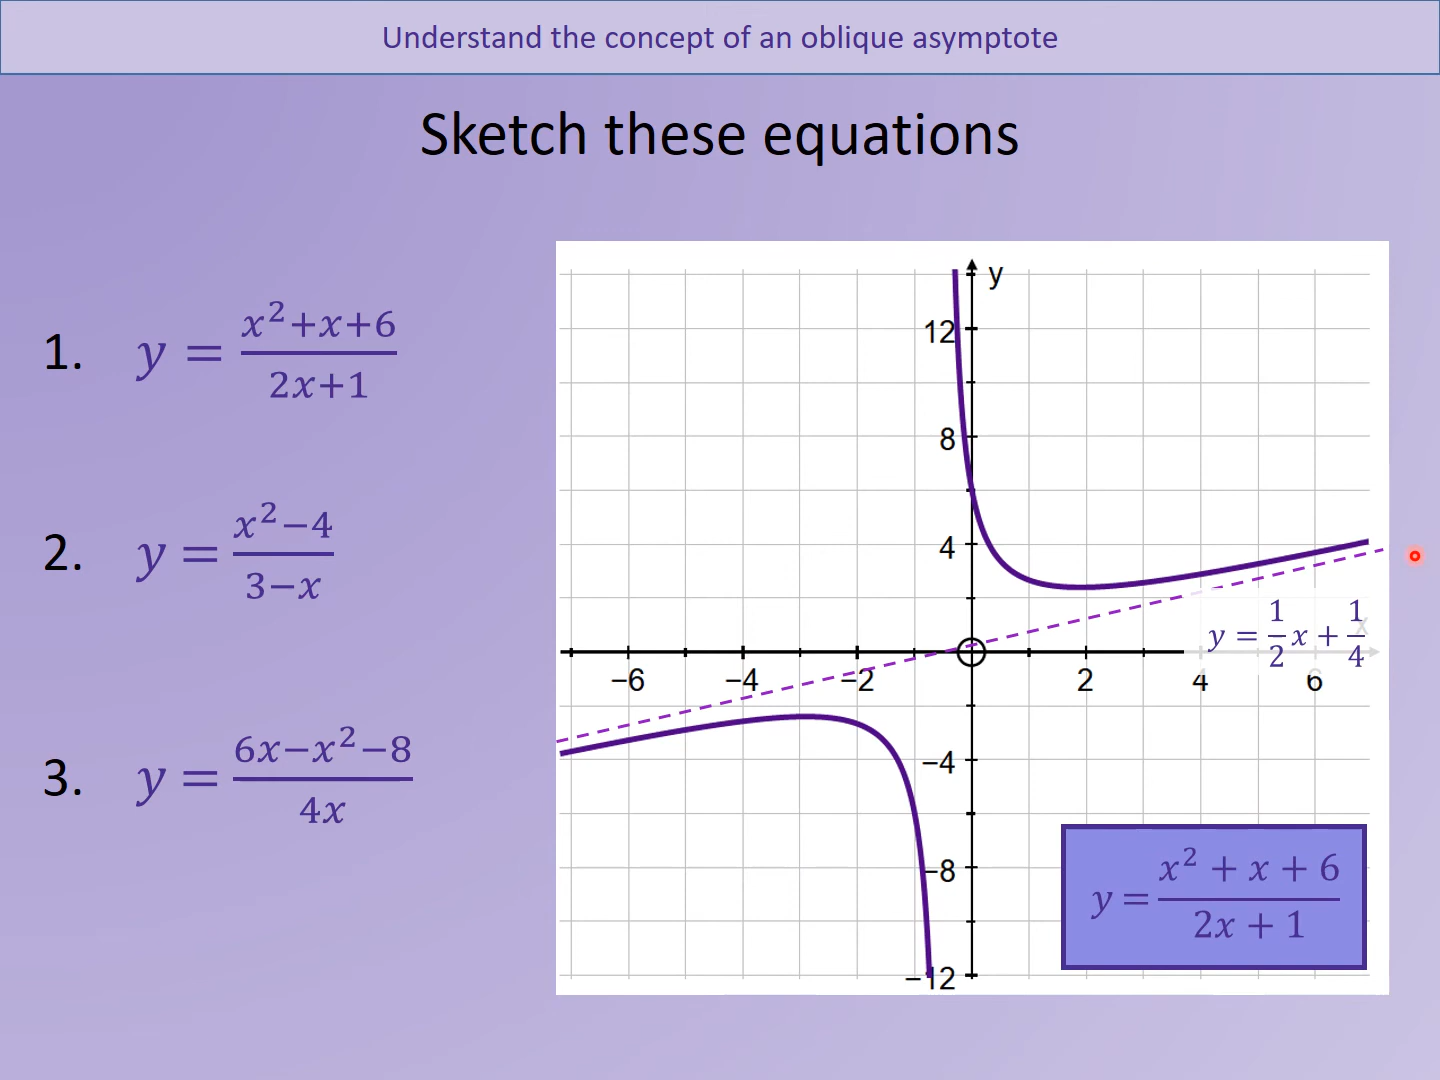 Understand the concept of an oblique asymptote
Sketch these equations
1. y = (x²+x+6)/(2x+1)
2. y = (x²−4)/(3−x)
3. y = (6x−x²−8)/(4x)
y
12
8
4
−6 −4 −2 2 4 6
x
y = 1/2 x + 1/4
−4
−8
−12
y = (x² + x + 6)/(2x + 1)